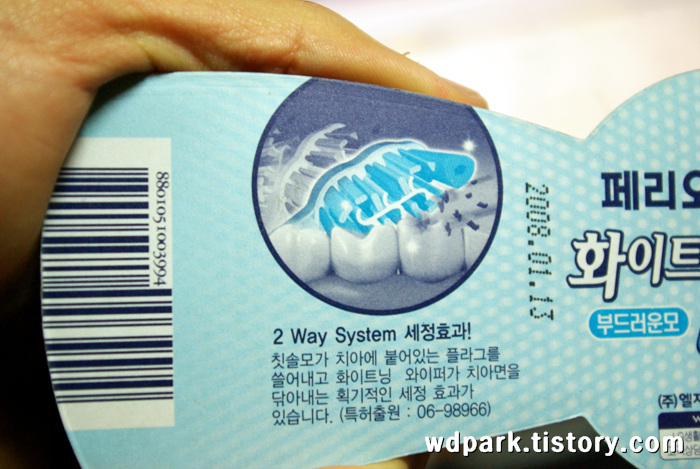 8801051003994
2 Way System 세정효과!
칫솔모가 치아에 붙어있는 플라그를
쓸어내고 화이트닝 와이퍼가 치아면을
닦아내는 획기적인 세정 효과가
있습니다. (특허출원 : 06-98966)
2008.01.13
페리오
화이트
부드러운모
(주)엘지
wdpark.tistory.com